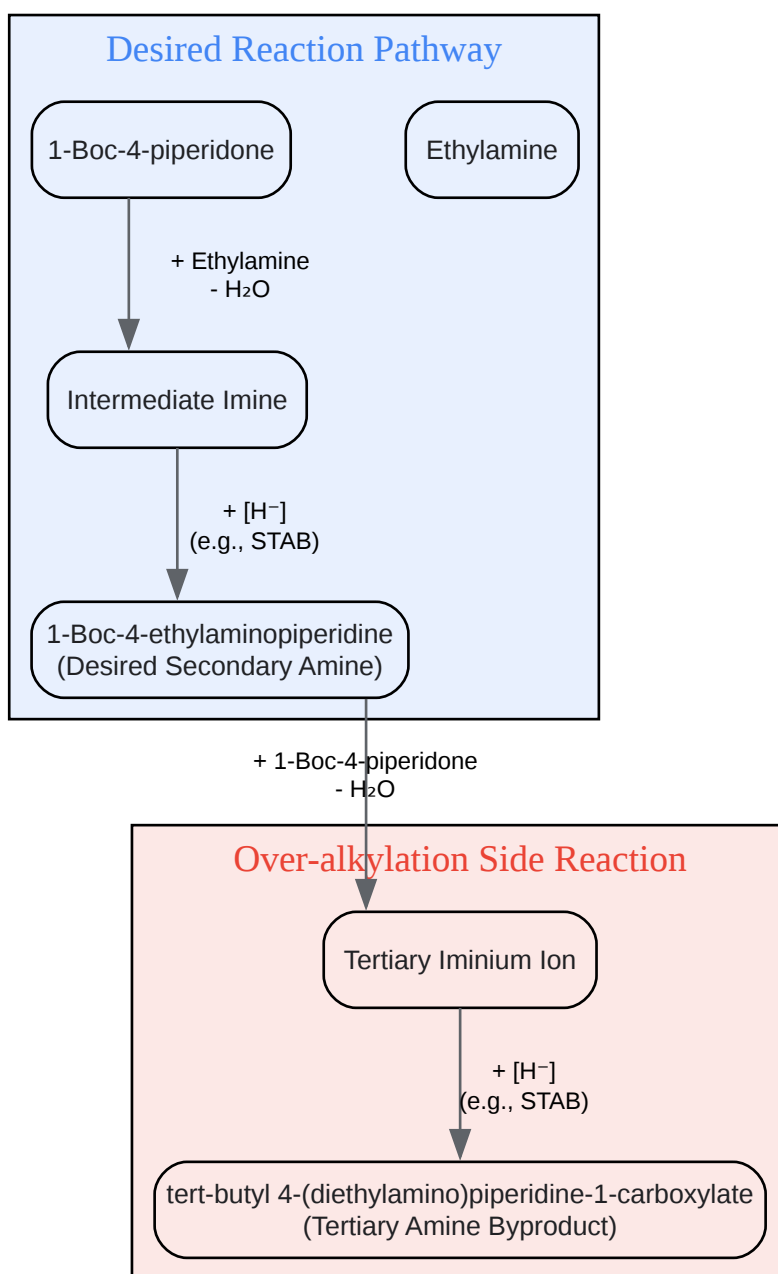 Desired Reaction Pathway
1-Boc-4-piperidone
Ethylamine
+ Ethylamine
- H₂O
Intermediate Imine
+ [H⁻]
(e.g., STAB)
1-Boc-4-ethylaminopiperidine
(Desired Secondary Amine)
+ 1-Boc-4-piperidone
- H₂O
Over-alkylation Side Reaction
Tertiary Iminium Ion
+ [H⁻]
(e.g., STAB)
tert-butyl 4-(diethylamino)piperidine-1-carboxylate
(Tertiary Amine Byproduct)